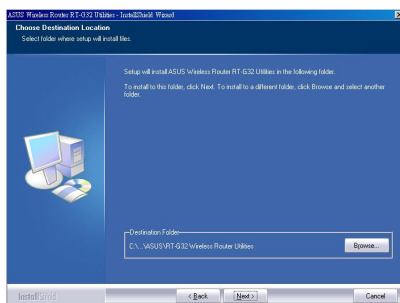 ASUS Wireless Router RT-G32 Utilities - InstallShield Wizard
Choose Destination Location
Select folder where setup will install files.
Setup will install ASUS Wireless Router RT-G32 Utilities in the following folder.
To install to this folder, click Next. To install to a different folder, click Browse and select another
folder.
Destination Folder
C:\...\ASUS\RT-G32 Wireless Router Utilities
Browse...
InstallShield
< Back
Next >
Cancel